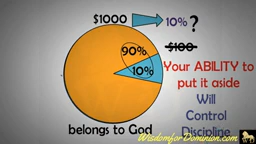 $1000
10% ?
$100
90%
10%
Your ABILITY to
put it aside
Will
Control
Discipline
belongs to God
WisdomforDominion.com